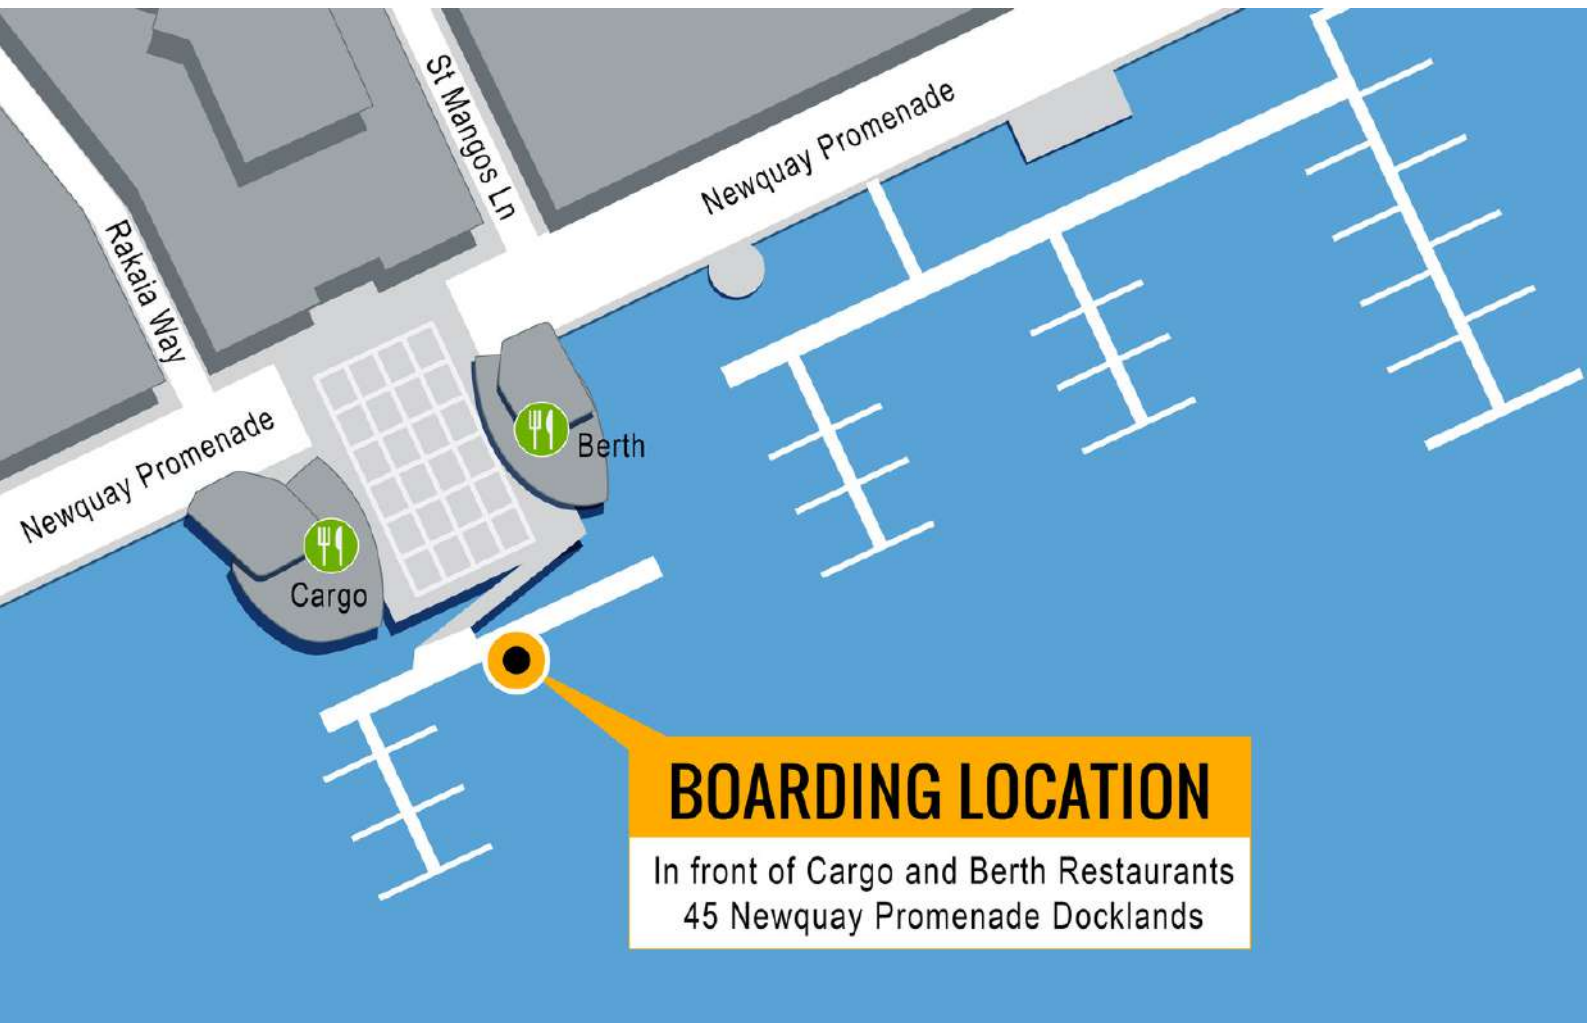 St Mangos Ln
Newquay Promenade
Rakaia Way
Newquay Promenade
Berth
Cargo
BOARDING LOCATION
In front of Cargo and Berth Restaurants
45 Newquay Promenade Docklands